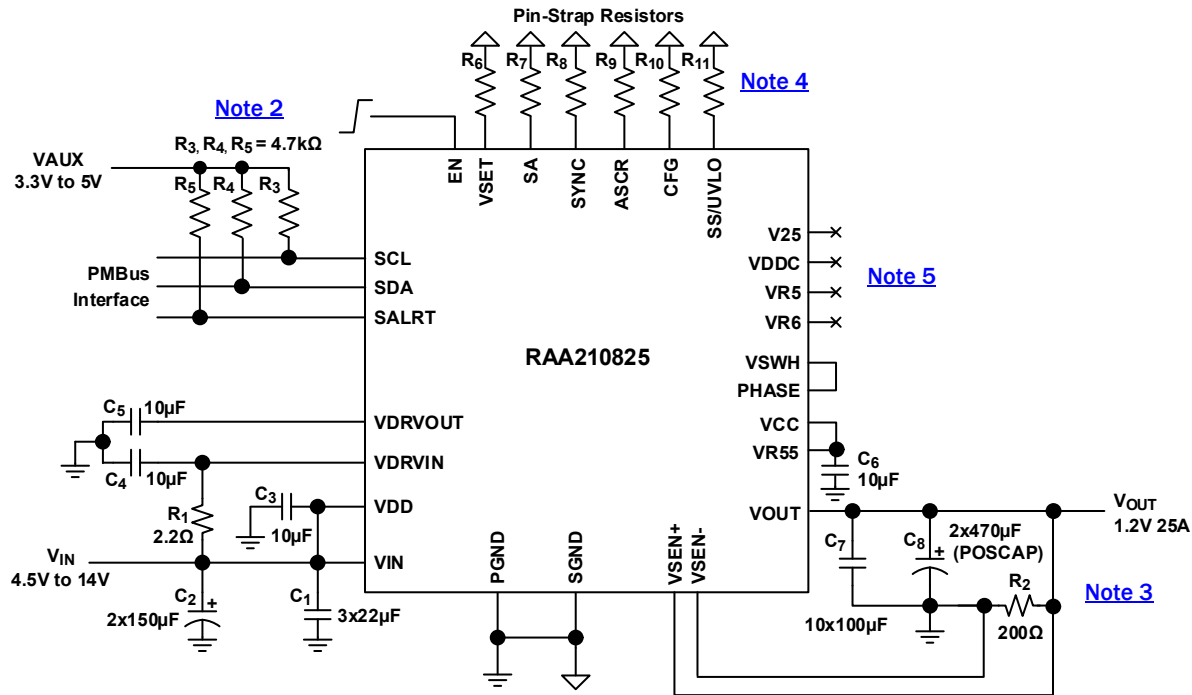 Pin-Strap Resistors
R6 R7 R8 R9 R10 R11
Note 4
Note 2
R3, R4, R5 = 4.7kΩ
VAUX
3.3V to 5V
R5 R4 R3
EN
VSET
SA
SYNC
ASCR
CFG
SS/UVLO
V25
VDDC
VR5
VR6
Note 5
SCL
SDA
SALRT
PMBus
Interface
RAA210825
VSWH
PHASE
VCC
VR55
C6
10µF
C5 10µF
VDRVOUT
C4 10µF
VDRVIN
R1
2.2Ω
C3
10µF
VDD
VIN
VIN
4.5V to 14V
C2
2x150µF
C1
3x22µF
PGND
SGND
VSEN+
VSEN-
VOUT
VOUT
1.2V 25A
C7
10x100µF
C8
2x470µF
(POSCAP)
R2
200Ω
Note 3
+
+